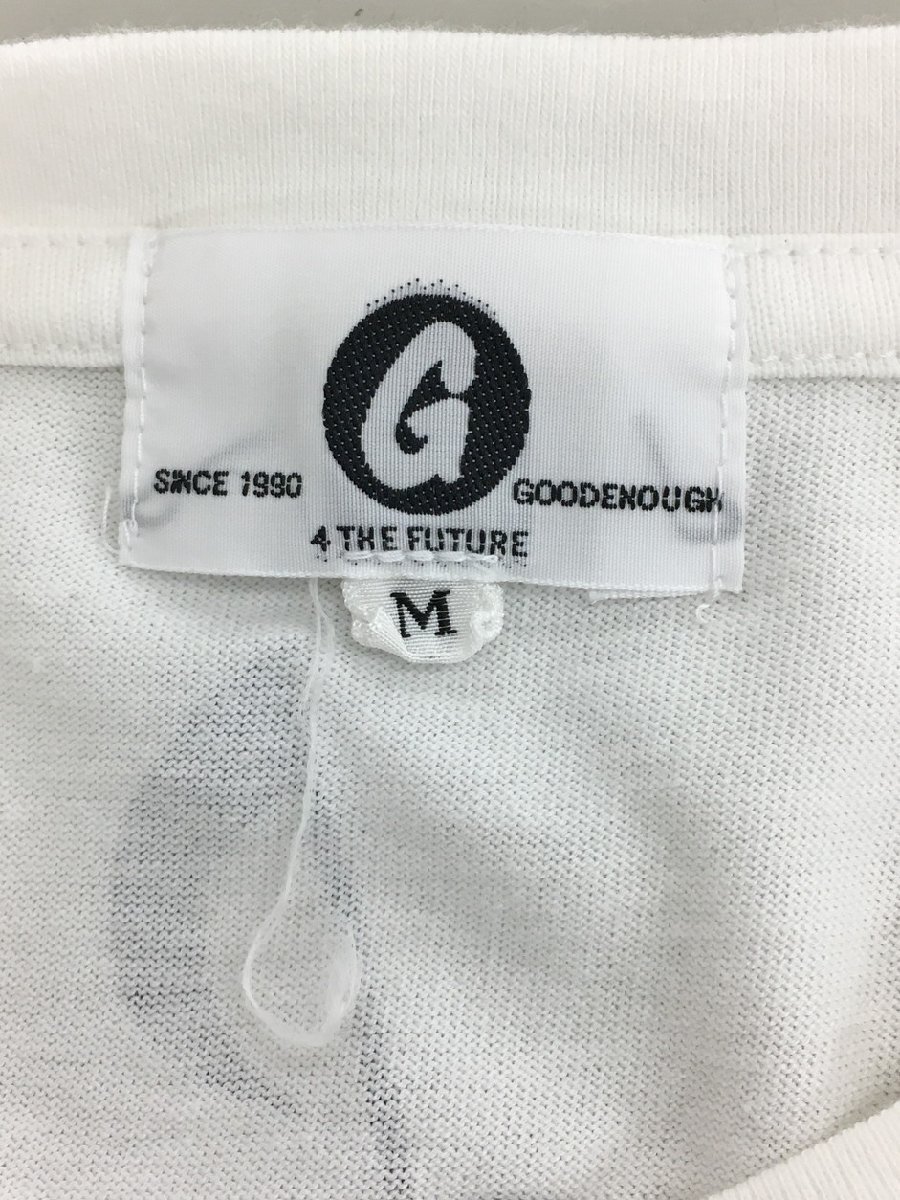 G
SINCE 1990
GOODENOUGH
4 THE FUTURE
M